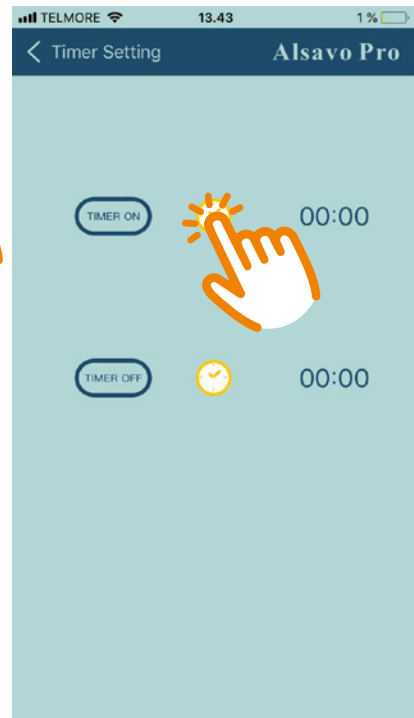 TELMORE 13.43 1 %
Timer Setting Alsavo Pro
TIMER ON 00:00
TIMER OFF 00:00